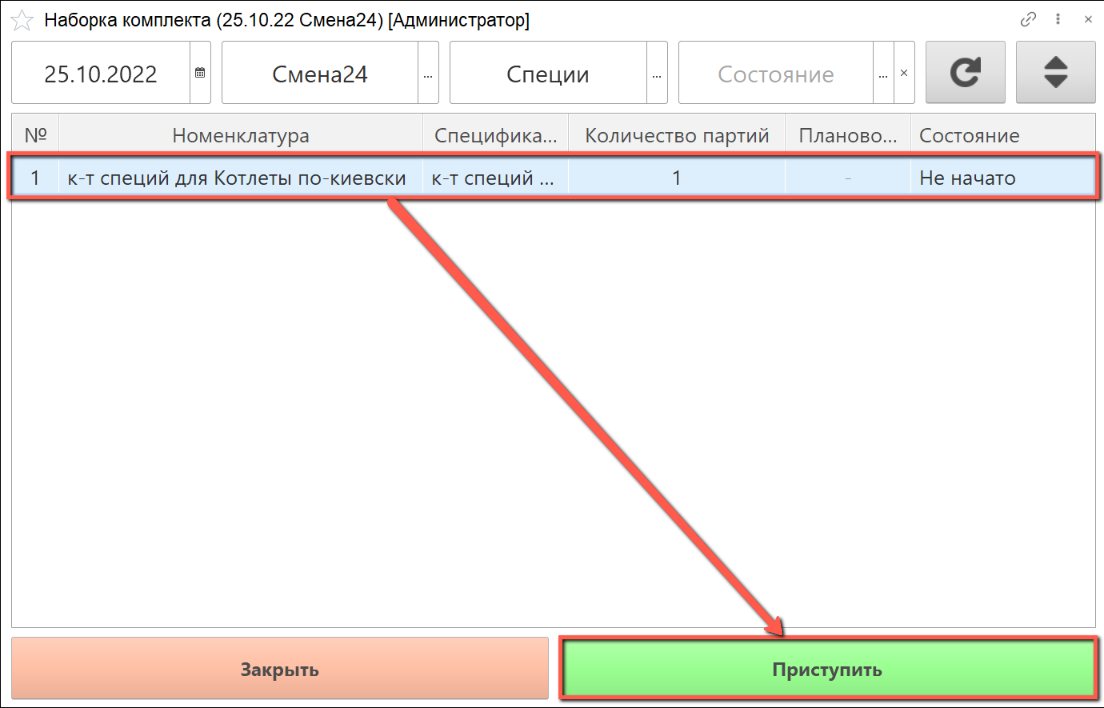 Наборка комплекта (25.10.22 Смена24) [Администратор]
25.10.2022 Смена24 ... Специи ... Состояние ... ×
№ Номенклатура Специфика... Количество партий Планово... Состояние
1 к-т специй для Котлеты по-киевски к-т специй ... 1 - Не начато
Закрыть Приступить